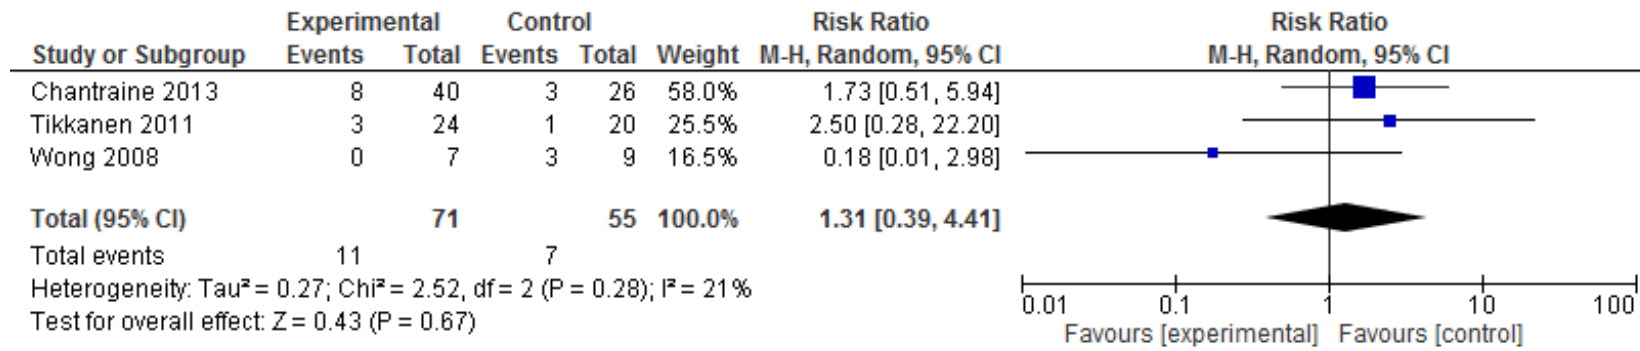 Experimental Control Risk Ratio Risk Ratio
Study or Subgroup Events Total Events Total Weight M-H, Random, 95% CI M-H, Random, 95% CI
Chantraine 2013 8 40 3 26 58.0% 1.73 [0.51, 5.94]
Tikkanen 2011 3 24 1 20 25.5% 2.50 [0.28, 22.20]
Wong 2008 0 7 3 9 16.5% 0.18 [0.01, 2.98]
Total (95% CI) 71 55 100.0% 1.31 [0.39, 4.41]
Total events 11 7
Heterogeneity: Tau² = 0.27; Chi² = 2.52, df = 2 (P = 0.28); I² = 21%
Test for overall effect: Z = 0.43 (P = 0.67)
0.01 0.1 1 10 100
Favours [experimental] Favours [control]